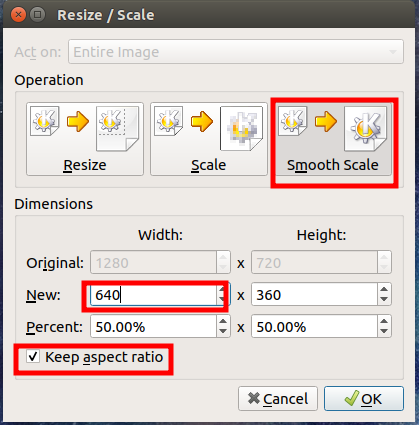 Resize / Scale
Act on: Entire Image
Operation
Resize
Scale
Smooth Scale
Dimensions
Width: Height:
Original: 1280 x 720
New: 640 x 360
Percent: 50.00% x 50.00%
Keep aspect ratio
Cancel OK